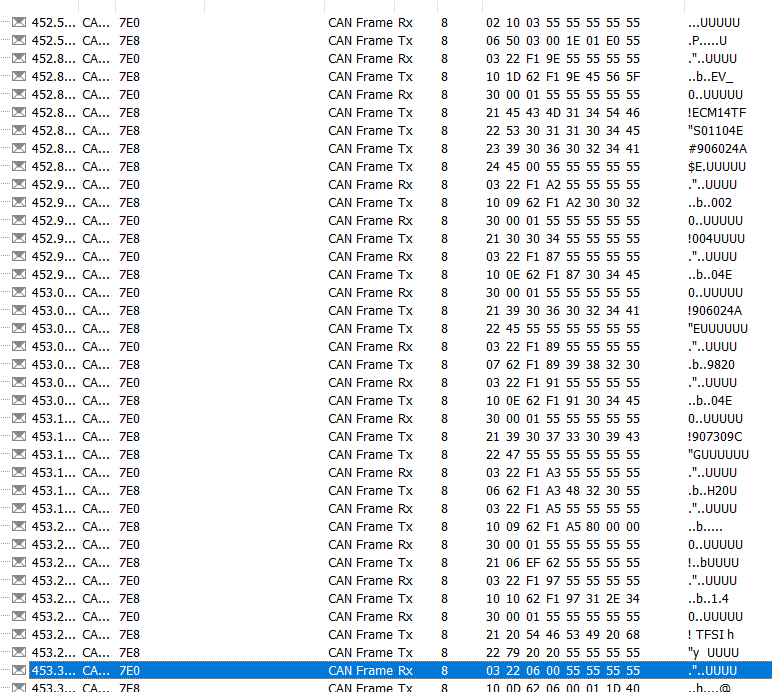 452.5... CA... 7E0 CAN Frame Rx 8 02 10 03 55 55 55 55 55 ...UUUUU
452.5... CA... 7E8 CAN Frame Tx 8 06 50 03 00 1E 01 E0 55 .P.....U
452.8... CA... 7E0 CAN Frame Rx 8 03 22 F1 9E 55 55 55 55 ."..UUUU
452.8... CA... 7E8 CAN Frame Tx 8 10 1D 62 F1 9E 45 56 5F ..b..EV_
452.8... CA... 7E0 CAN Frame Rx 8 30 00 01 55 55 55 55 55 0..UUUUU
452.8... CA... 7E8 CAN Frame Tx 8 21 45 43 4D 31 34 54 46 !ECM14TF
452.8... CA... 7E8 CAN Frame Tx 8 22 53 30 31 31 30 34 45 "S01104E
452.8... CA... 7E8 CAN Frame Tx 8 23 39 30 36 30 32 34 41 #906024A
452.8... CA... 7E8 CAN Frame Tx 8 24 45 00 55 55 55 55 55 $E.UUUUU
452.9... CA... 7E0 CAN Frame Rx 8 03 22 F1 A2 55 55 55 55 ."..UUUU
452.9... CA... 7E8 CAN Frame Tx 8 10 09 62 F1 A2 30 30 32 ..b..002
452.9... CA... 7E0 CAN Frame Rx 8 30 00 01 55 55 55 55 55 0..UUUUU
452.9... CA... 7E8 CAN Frame Tx 8 21 30 30 34 55 55 55 55 !004UUUU
452.9... CA... 7E0 CAN Frame Rx 8 03 22 F1 87 55 55 55 55 ."..UUUU
452.9... CA... 7E8 CAN Frame Tx 8 10 0E 62 F1 87 30 34 45 ..b..04E
453.0... CA... 7E0 CAN Frame Rx 8 30 00 01 55 55 55 55 55 0..UUUUU
453.0... CA... 7E8 CAN Frame Tx 8 21 39 30 36 30 32 34 41 !906024A
453.0... CA... 7E8 CAN Frame Tx 8 22 45 55 55 55 55 55 55 "EUUUUUU
453.0... CA... 7E0 CAN Frame Rx 8 03 22 F1 89 55 55 55 55 ."..UUUU
453.0... CA... 7E8 CAN Frame Tx 8 07 62 F1 89 39 38 32 30 .b..9820
453.0... CA... 7E0 CAN Frame Rx 8 03 22 F1 91 55 55 55 55 ."..UUUU
453.0... CA... 7E8 CAN Frame Tx 8 10 0E 62 F1 91 30 34 45 ..b..04E
453.1... CA... 7E0 CAN Frame Rx 8 30 00 01 55 55 55 55 55 0..UUUUU
453.1... CA... 7E8 CAN Frame Tx 8 21 39 30 37 33 30 39 43 !907309C
453.1... CA... 7E8 CAN Frame Tx 8 22 47 55 55 55 55 55 55 "GUUUUUU
453.1... CA... 7E0 CAN Frame Rx 8 03 22 F1 A3 55 55 55 55 ."..UUUU
453.1... CA... 7E8 CAN Frame Tx 8 06 62 F1 A3 48 32 30 55 .b..H20U
453.1... CA... 7E0 CAN Frame Rx 8 03 22 F1 A5 55 55 55 55 ."..UUUU
453.2... CA... 7E8 CAN Frame Tx 8 10 09 62 F1 A5 80 00 00 ..b.....
453.2... CA... 7E0 CAN Frame Rx 8 30 00 01 55 55 55 55 55 0..UUUUU
453.2... CA... 7E8 CAN Frame Tx 8 21 06 EF 62 55 55 55 55 !..bUUUU
453.2... CA... 7E0 CAN Frame Rx 8 03 22 F1 97 55 55 55 55 ."..UUUU
453.2... CA... 7E8 CAN Frame Tx 8 10 10 62 F1 97 31 2E 34 ..b..1.4
453.2... CA... 7E0 CAN Frame Rx 8 30 00 01 55 55 55 55 55 0..UUUUU
453.2... CA... 7E8 CAN Frame Tx 8 21 20 54 46 53 49 20 68 ! TFSI h
453.2... CA... 7E8 CAN Frame Tx 8 22 79 20 20 55 55 55 55 "y  UUUU
453.3... CA... 7E0 CAN Frame Rx 8 03 22 06 00 55 55 55 55 ."..UUUU
453.3... CA... 7E8 CAN Frame Tx 8 10 0D 62 06 00 01 1D 40 ..b....@